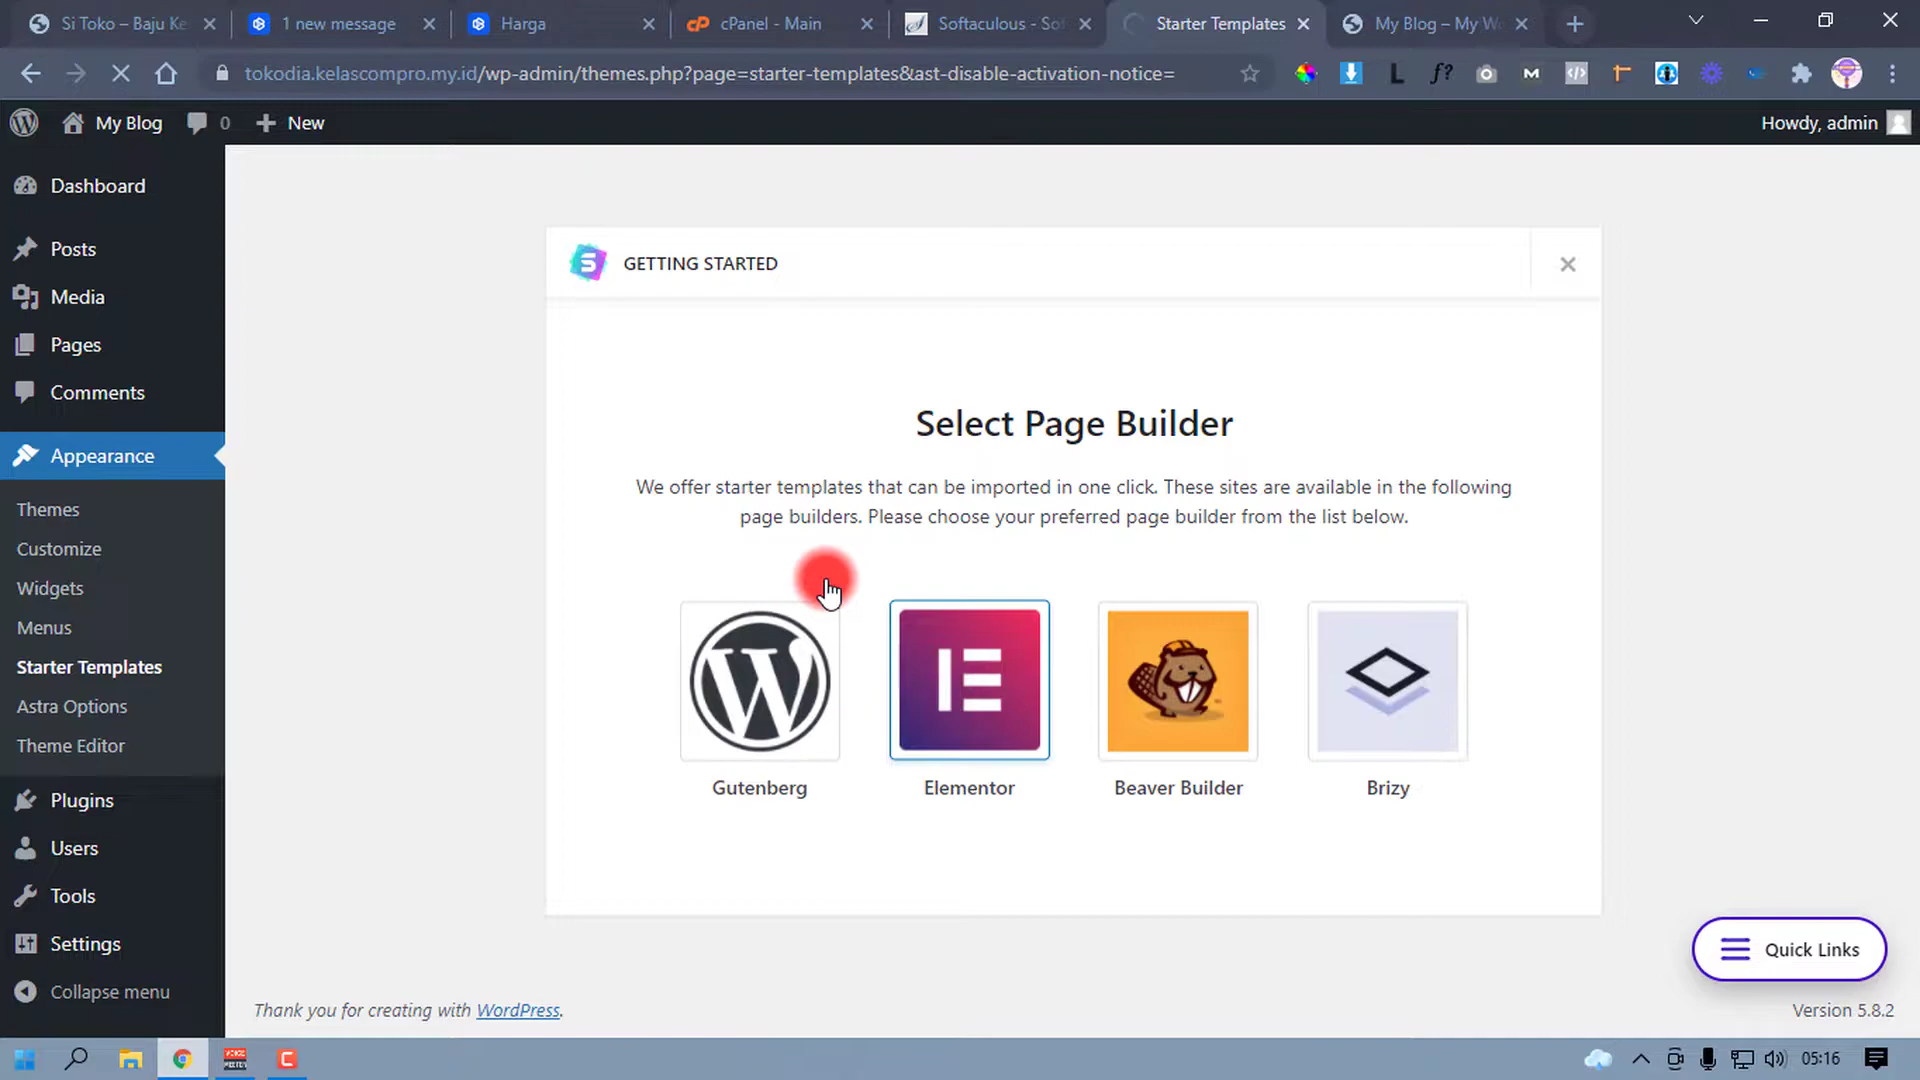 Si Toko – Baju Ke
1 new message
Harga
cPanel - Main
Softaculous - Sof
Starter Templates
My Blog – My W
tokodia.kelascompro.my.id/wp-admin/themes.php?page=starter-templates&ast-disable-activation-notice=
My Blog
0
New
Howdy, admin
Dashboard
Posts
Media
Pages
Comments
Appearance
Themes
Customize
Widgets
Menus
Starter Templates
Astra Options
Theme Editor
Plugins
Users
Tools
Settings
Collapse menu
GETTING STARTED
Select Page Builder
We offer starter templates that can be imported in one click. These sites are available in the following
page builders. Please choose your preferred page builder from the list below.
Gutenberg
Elementor
Beaver Builder
Brizy
Quick Links
Thank you for creating with WordPress.
Version 5.8.2
05:16